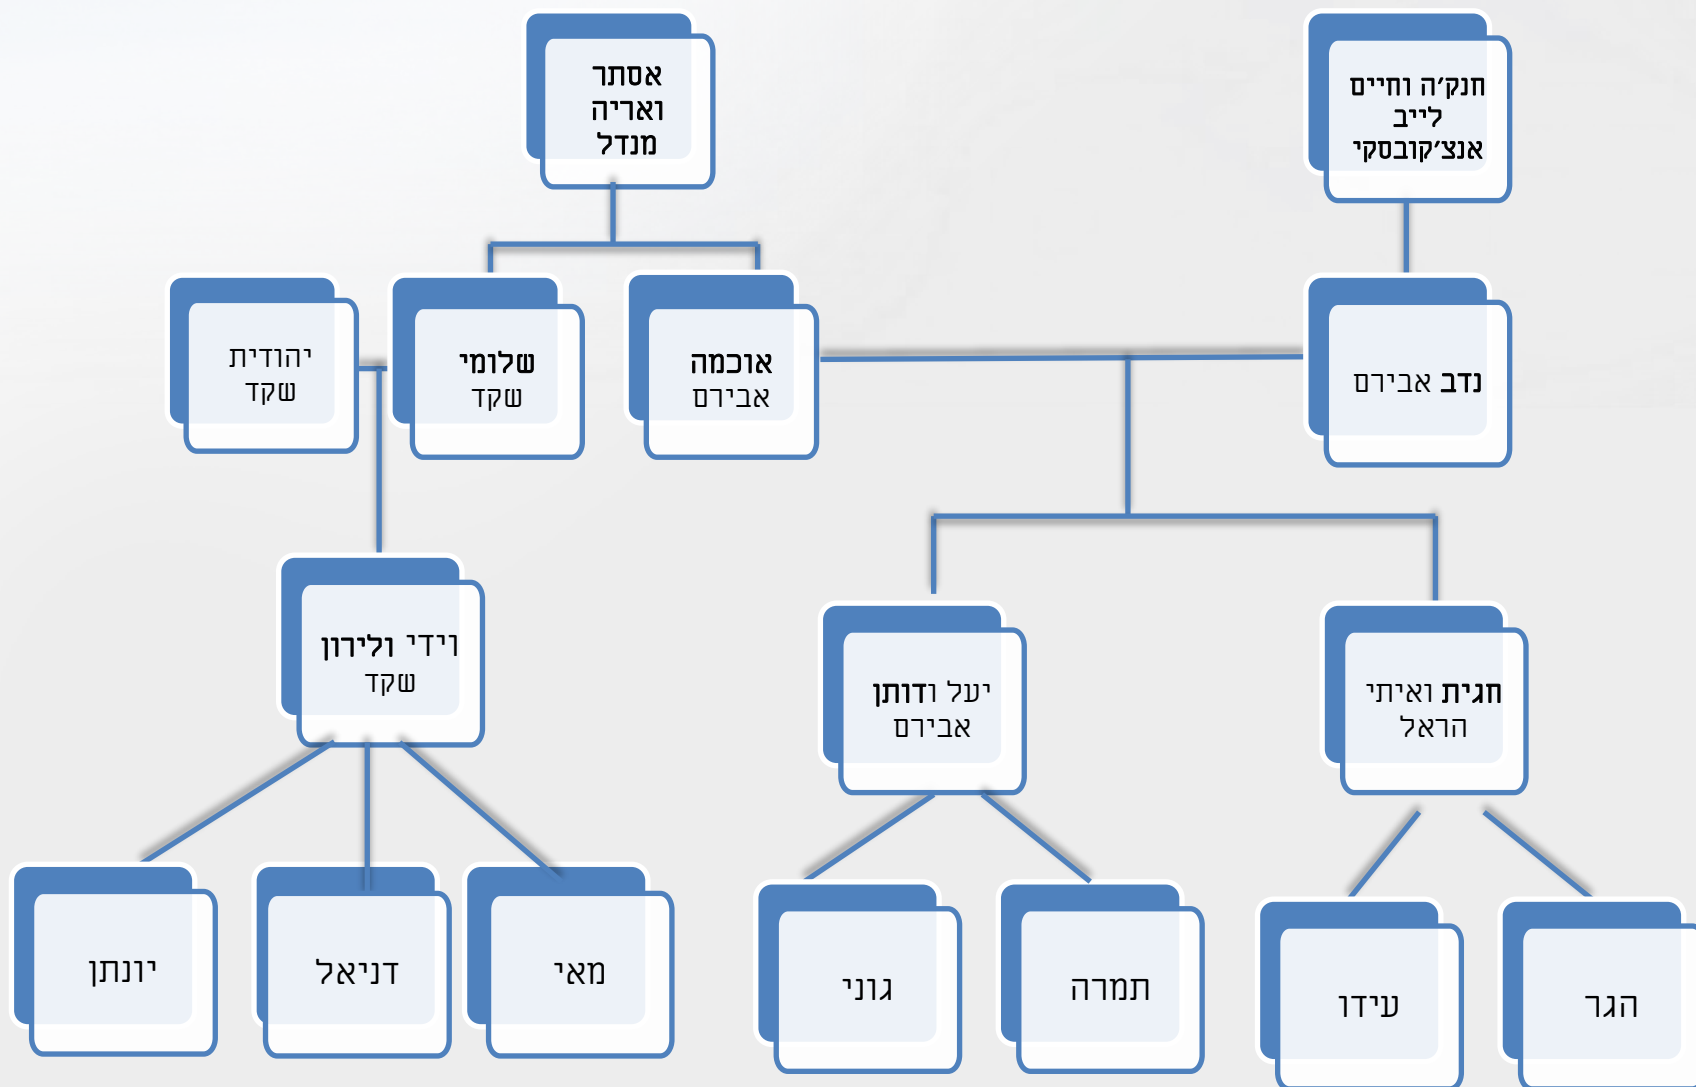 חנק'ה וחיים
לייב
אנצ'קובסקי
אסתר
ואריה
מנדל
נדב אבירם
אוכמה
אבירם
שלומי
שקד
יהודית
שקד
חגית ואיתי
הראל
יעל ודותן
אבירם
וידי ולירון
שקד
הגר
עידו
תמרה
גוני
מאי
דניאל
יונתן